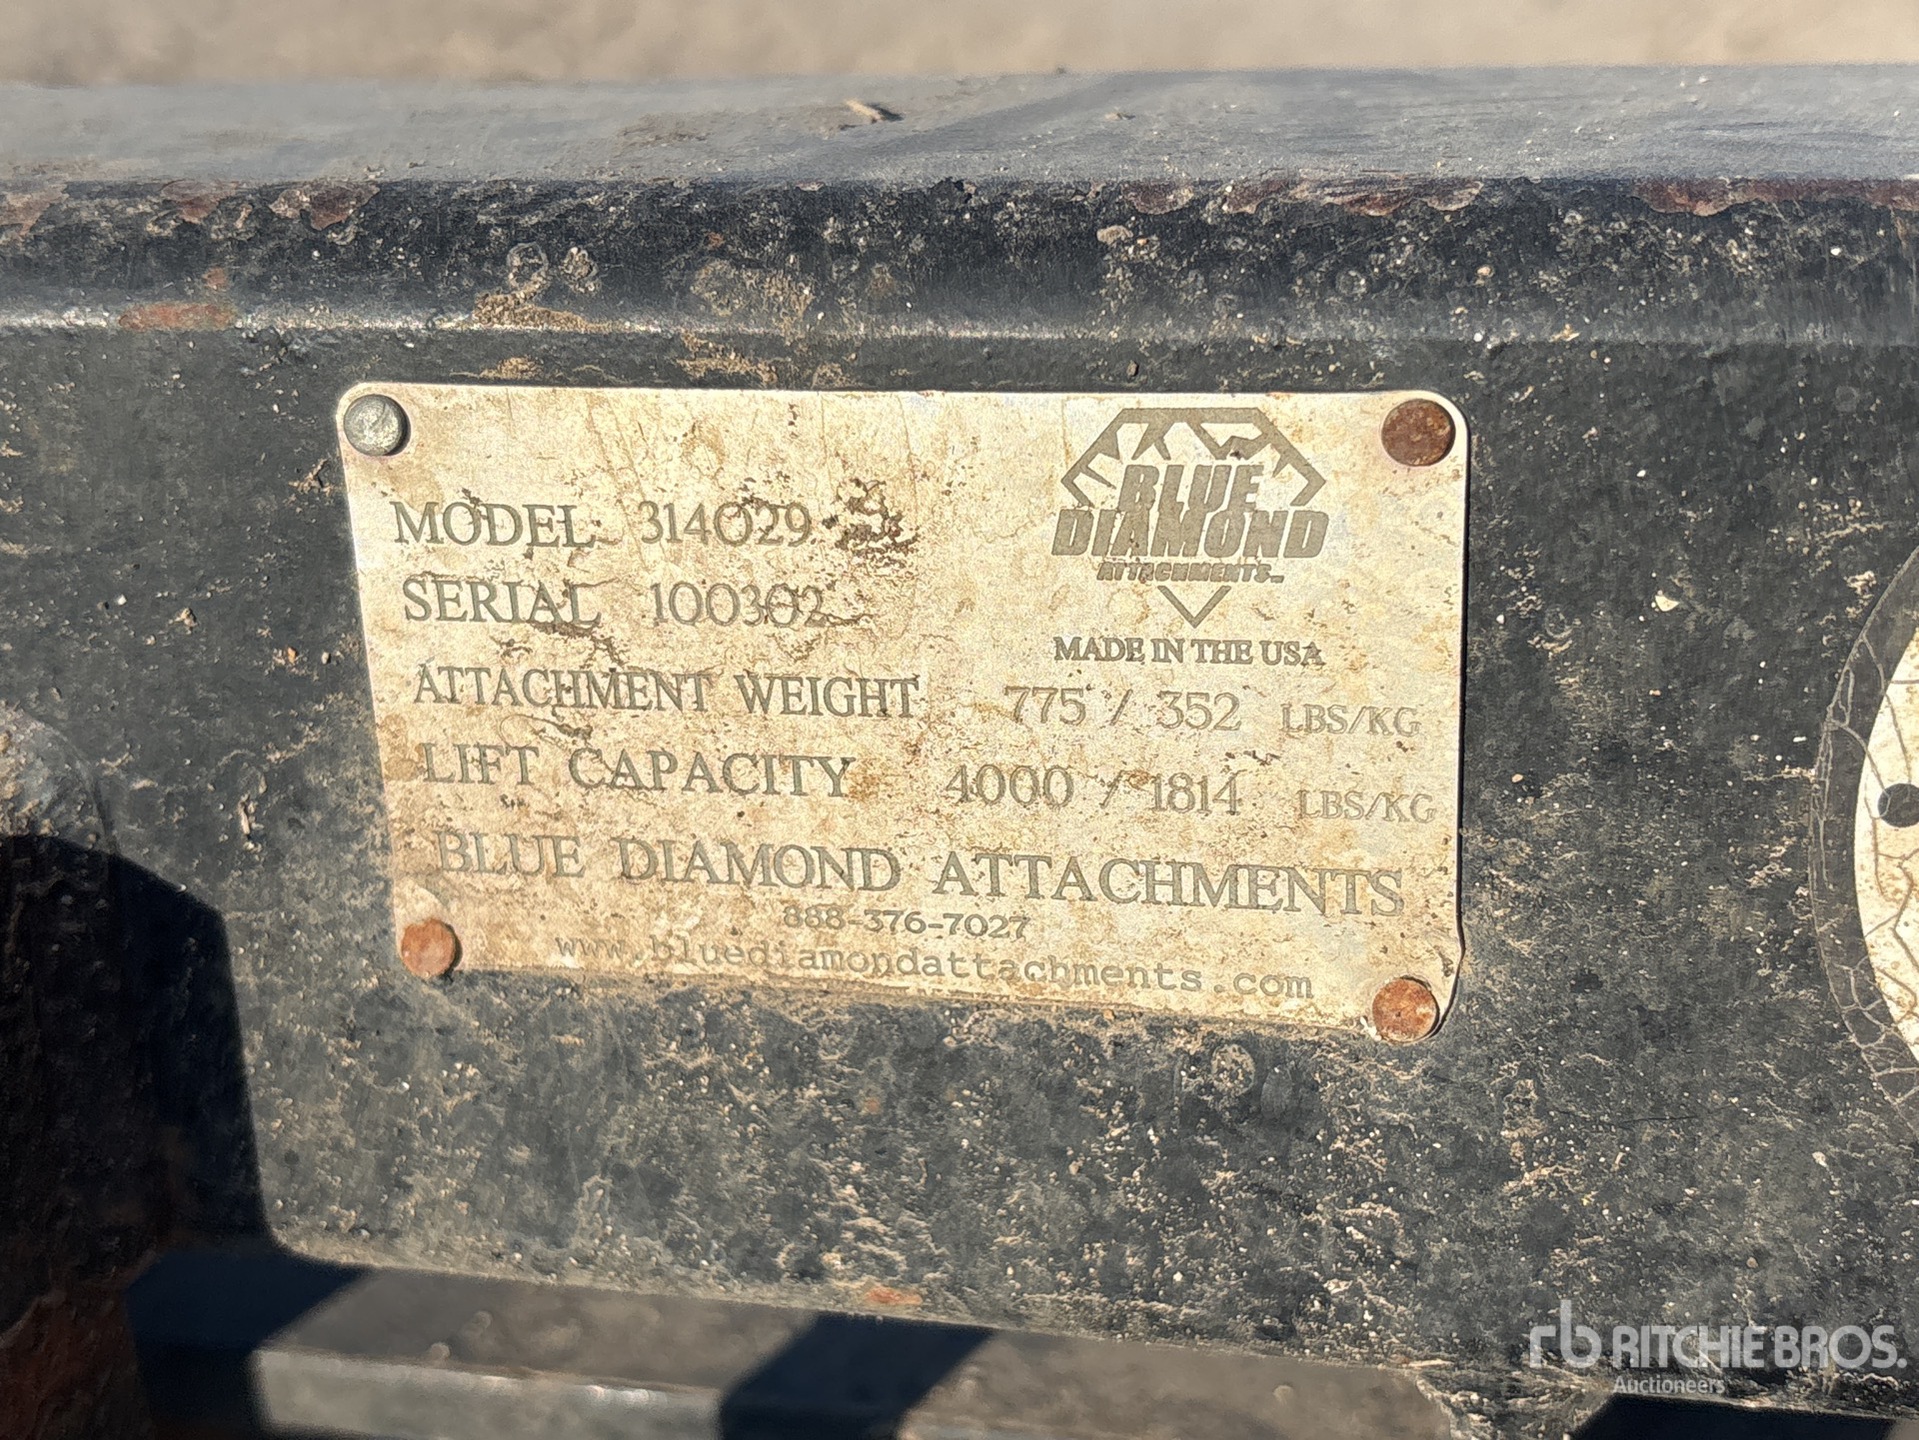 MODEL 314029
SERIAL 100302
BLUE
DIAMOND
ATTACHMENTS
MADE IN THE USA
ATTACHMENT WEIGHT 775 / 352 LBS/KG
LIFT CAPACITY 4000 / 1814 LBS/KG
BLUE DIAMOND ATTACHMENTS
888-376-7027
www.bluediamondattachments.com
rb RITCHIE BROS.
Auctioneers